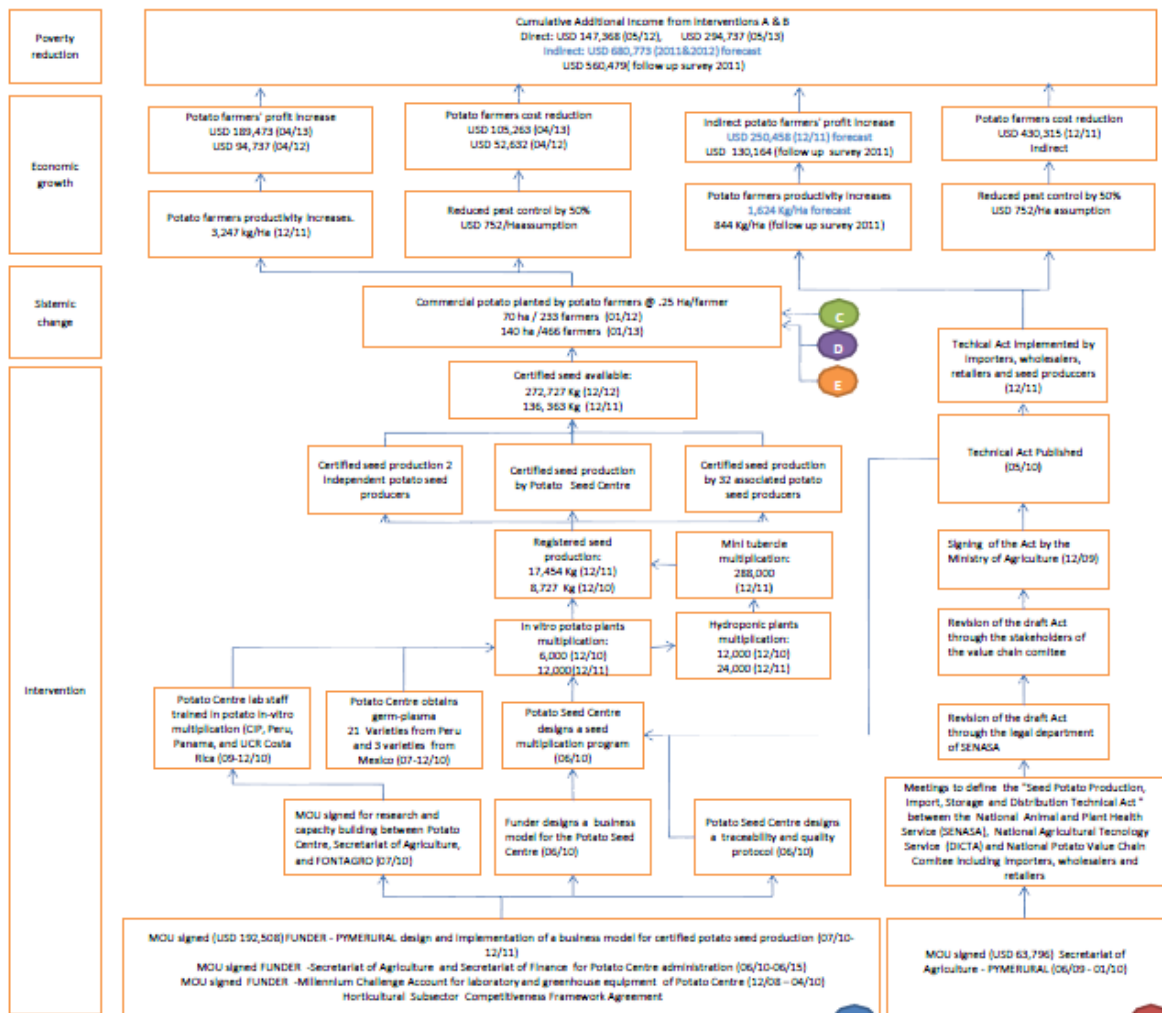 Poverty
reduction
Cumulative Additional Income from interventions A & B
Direct: USD 147,368 (05/12), USD 294,737 (05/13)
Indirect: USD 680,773 (2011&2012) forecast
USD 560,479( follow up survey 2011)
Economic
growth
Potato farmers' profit increase
USD 189,473 (04/13)
USD 94,737 (04/12)
Potato farmers cost reduction
USD 105,263 (04/13)
USD 52,632 (04/12)
Indirect potato farmers' profit increase
USD 250,458 (12/11) forecast
USD 130,164 (follow up survey 2011)
Potato farmers cost reduction
USD 430,315 (12/11)
Indirect
Potato farmers productivity increases.
3,247 kg/Ha (12/11)
Reduced pest control by 50%
USD 752/Haassumption
Potato farmers productivity increases
1,624 Kg/Ha forecast
844 Kg/Ha (follow up survey 2011)
Reduced pest control by 50%
USD 752/Ha assumption
Sistemic
change
Commercial potato planted by potato farmers @ .25 Ha/farmer
70 ha / 233 farmers (01/12)
140 ha /466 farmers (01/13)
C
D
E
Techical Act implemented by
importers, wholesalers,
retailers and seed producers
(12/11)
Intervention
Certified seed available:
272,727 Kg (12/12)
136, 363 Kg (12/11)
Certified seed production 2
independent potato seed
producers
Certified seed production
by Potato Seed Centre
Certified seed production
by 32 associated potato
seed producers
Technical Act Published
(05/10)
Registered seed
production:
17,454 Kg (12/11)
8,727 Kg (12/10)
Mini tubercle
multiplication:
288,000
(12/11)
Signing of the Act by the
Ministry of Agriculture (12/09)
In vitro potato plants
multiplication:
6,000 (12/10)
12,000(12/11)
Hydroponic plants
multiplication:
12,000 (12/10)
24,000 (12/11)
Revision of the draft Act
through the stakeholders of
the value chain comitee
Potato Centre lab staff
trained in potato in-vitro
multiplication (CIP, Peru,
Panama, and UCR Costa
Rica (09-12/10)
Potato Centre obtains
germ-plasma
21 Varieties from Peru
and 3 varieties from
Mexico (07-12/10)
Potato Seed Centre
designs a seed
multiplication program
(06/10)
Revision of the draft Act
through the legal department
of SENASA
MOU signed for research and
capacity building between Potato
Centre, Secretariat of Agriculture,
and FONTAGRO (07/10)
Funder designs a business
model for the Potato Seed
Centre (06/10)
Potato Seed Centre designs
a traceability and quality
protocol (06/10)
Meetings to define the "Seed Potato Production,
Import, Storage and Distribution Technical Act "
between the National Animal and Plant Health
Service (SENASA), National Agricultural Tecnology
Service (DICTA) and National Potato Value Chain
Comitee including importers, wholesalers and
retailers
MOU signed (USD 192,508) FUNDER - PYMERURAL design and implementation of a business model for certified potato seed production (07/10-
12/11)
MOU signed FUNDER -Secretariat of Agriculture and Secretariat of Finance for Potato Centre administration (06/10-06/15)
MOU signed FUNDER -Millennium Challenge Account for laboratory and greenhouse equipment of Potato Centre (12/08 – 04/10)
Horticultural Subsector Competitiveness Framework Agreement
MOU signed (USD 63,796) Secretariat of
Agriculture - PYMERURAL (06/09 - 01/10)